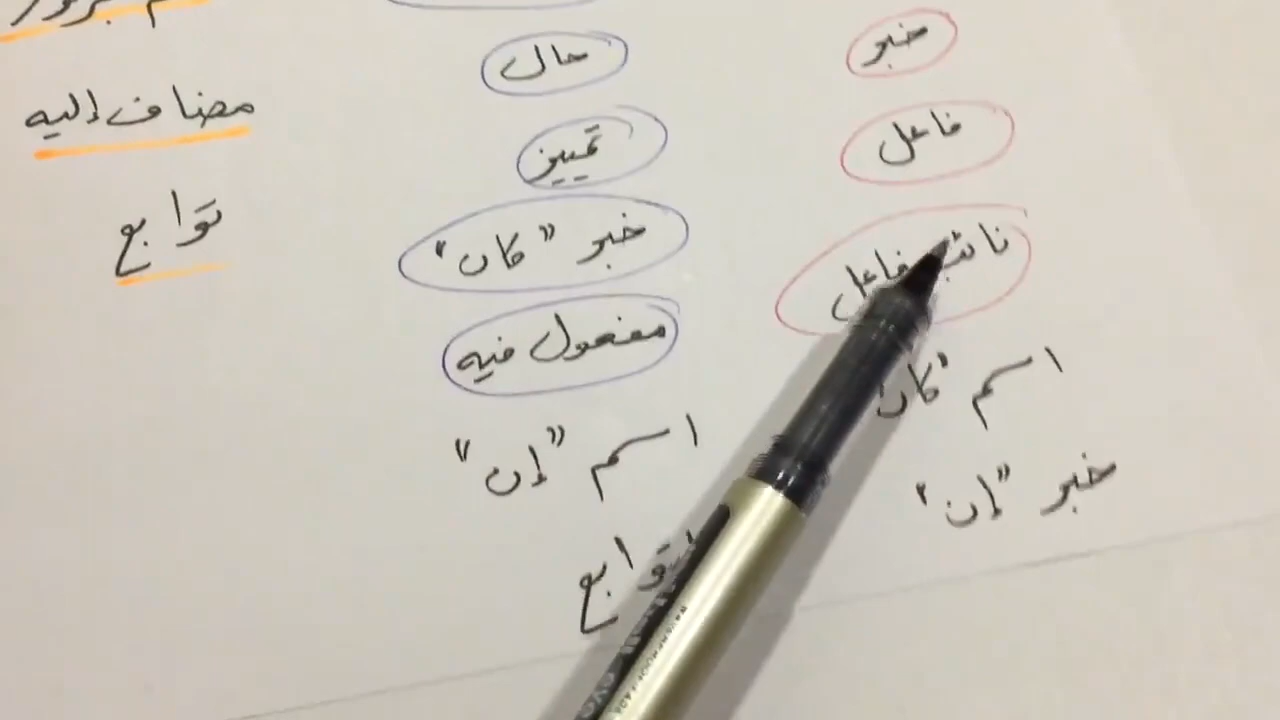 خبر
فاعل
نائب فاعل
اسم "كان"
خبر "إن"
حال
تمييز
خبر "كان"
مفعول فيه
اسم "إن"
توابع
مضاف إليه
توابع